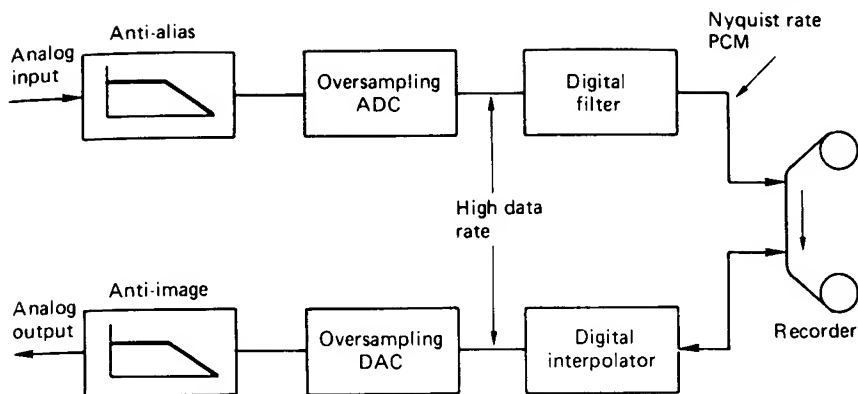 Anti-alias
Nyquist rate
PCM
Analog
input
Oversampling
ADC
Digital
filter
High data
rate
Anti-image
Analog
output
Oversampling
DAC
Digital
interpolator
Recorder